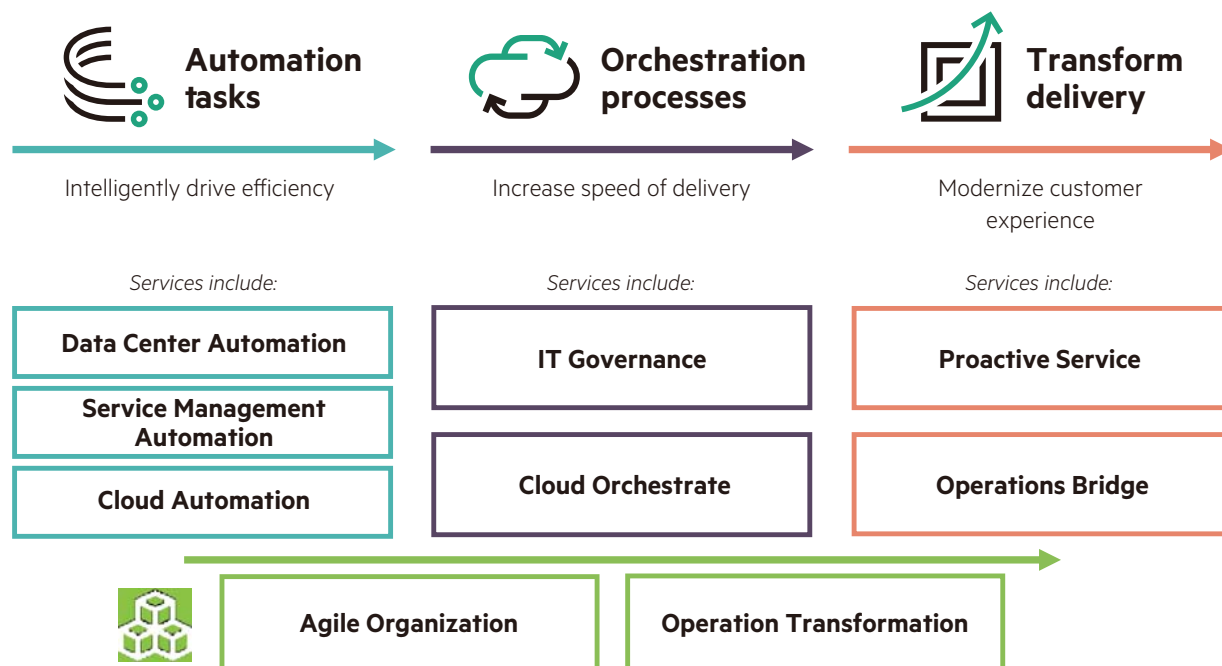 Automation
tasks
Orchestration
processes
Transform
delivery
Intelligently drive efficiency
Increase speed of delivery
Modernize customer
experience
Services include:
Services include:
Services include:
Data Center Automation
Service Management
Automation
Cloud Automation
IT Governance
Cloud Orchestrate
Proactive Service
Operations Bridge
Agile Organization
Operation Transformation